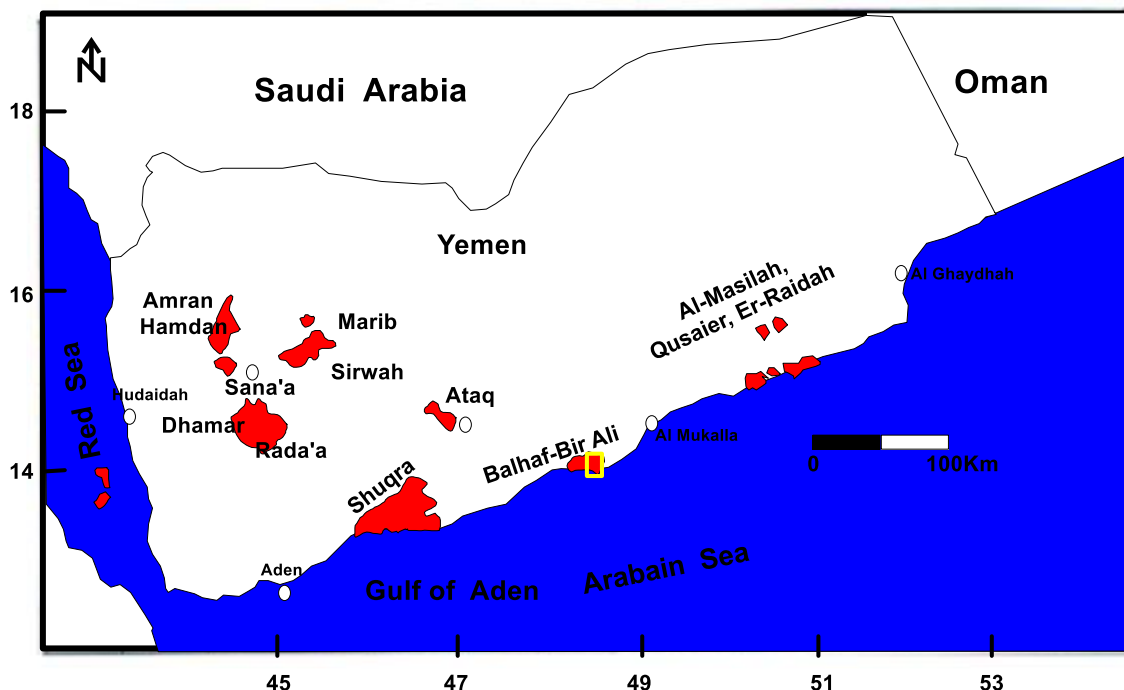 N
18
Saudi Arabia
Oman
Yemen
16
Amran
Hamdan
Marib
Sirwah
Al-Masilah,
Qusaier, Er-Raidah
Al Ghaydhah
Red Sea
Hudaidah
Sana'a
Dhamar
Rada'a
Ataq
14
Shuqra
Balhaf-Bir Ali
Al Mukalla
0
100Km
Aden
Gulf of Aden
Arabain Sea
45
47
49
51
53